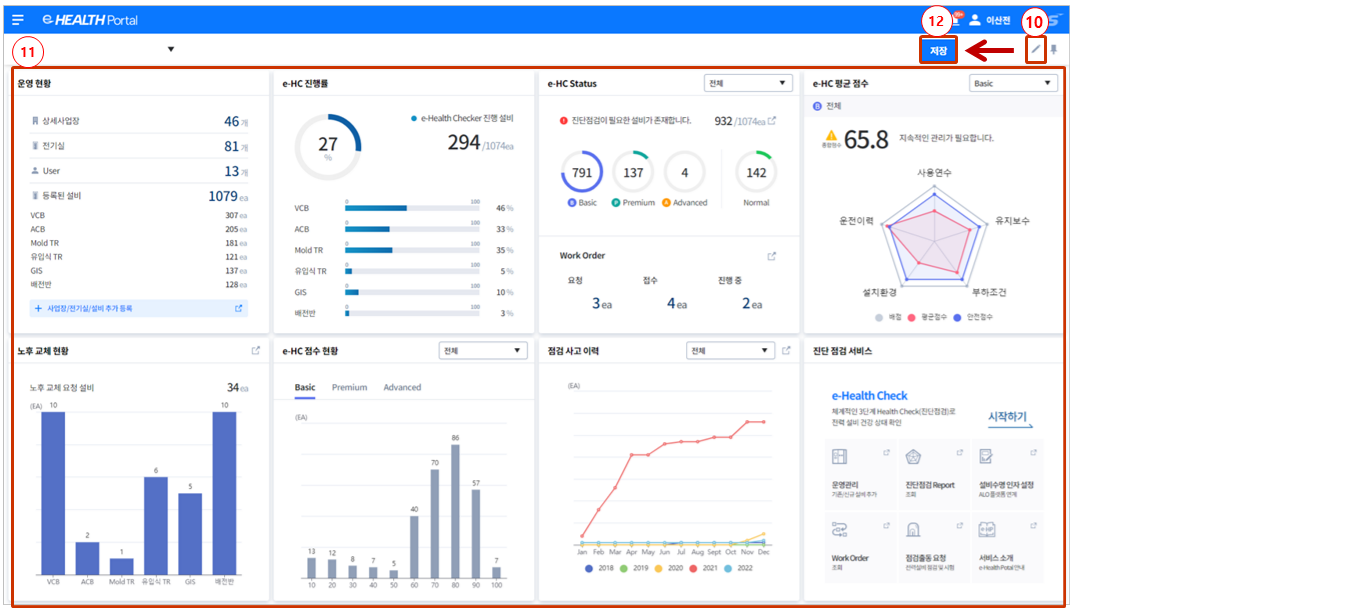 e-HEALTH Portal
99+
이산전
12
10
11
저장
운영 현황
상세사업장 46 개
전기실 81 개
User 13 개
등록된 설비 1079 ea
VCB 307 ea
ACB 205 ea
Mold TR 181 ea
유입식 TR 121 ea
GIS 137 ea
배전반 128 ea
+ 사업장/전기실/설비 추가 등록
e-HC 진행률
27 %
e-Health Checker 진행 설비
294 /1074ea
0 100
VCB 46 %
0 100
ACB 33 %
0 100
Mold TR 35 %
0 100
유입식 TR 5 %
0 100
GIS 10 %
0 100
배전반 3 %
e-HC Status 전체
진단점검이 필요한 설비가 존재합니다. 932 /1074ea
791 137 4 142
B Basic P Premium A Advanced Normal
Work Order
요청 접수 진행 중
3 ea 4 ea 2 ea
e-HC 평균 점수 Basic
B 전체
종합점수 65.8 지속적인 관리가 필요합니다.
사용연수
운전이력 유지보수
설치환경 부하조건
배점 평균점수 안전점수
노후 교체 현황
노후 교체 요청 설비 34 ea
(EA)
10 2 1 6 5 10
VCB ACB Mold TR 유입식 TR GIS 배전반
e-HC 점수 현황 전체
Basic Premium Advanced
(EA)
13 12 8 7 5 40 70 86 57 7
10 20 30 40 50 60 70 80 90 100
점검 사고 이력 전체
(EA)
Jan Feb Mar Apr May Jun Jul Aug Sept Oct Nov Dec
2018 2019 2020 2021 2022
진단 점검 서비스
e-Health Check
체계적인 3단계 Health Check(진단점검)로
전력 설비 건강 상태 확인
시작하기
운영관리 진단점검 Report 설비수명 인자 설정
기존/신규 설비 추가 조회 ALO 플랫폼 연계
Work Order 점검출동 요청 서비스 소개
조회 전력설비 점검 및 시험 e-Health Potal 안내